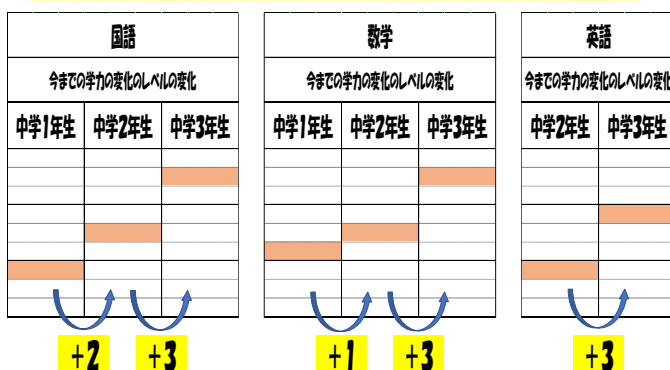 国語
今までの学力の変化のレベルの変化
中学1年生 中学2年生 中学3年生
+2 +3
数学
今までの学力の変化のレベルの変化
中学1年生 中学2年生 中学3年生
+1 +3
英語
今までの学力の変化のレベルの変化
中学2年生 中学3年生
+3